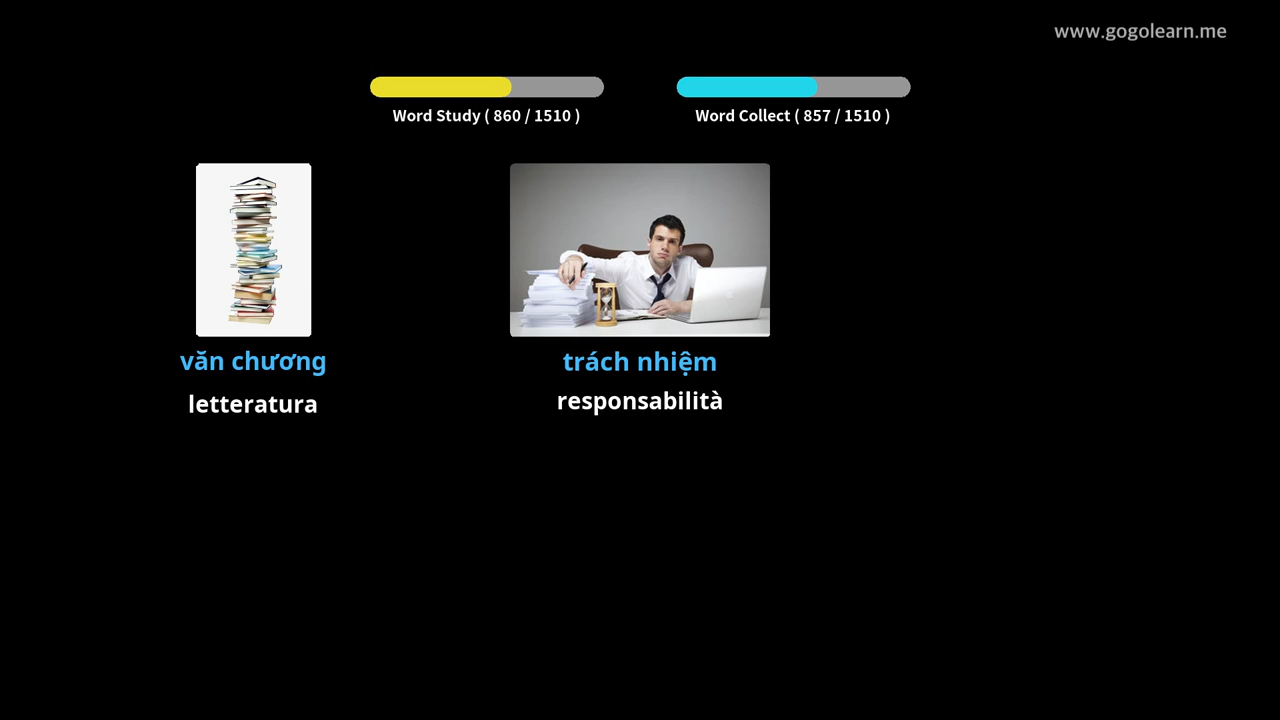 www.gogolearn.me
Word Study ( 860 / 1510 )
Word Collect ( 857 / 1510 )
văn chương
letteratura
trách nhiệm
responsabilità